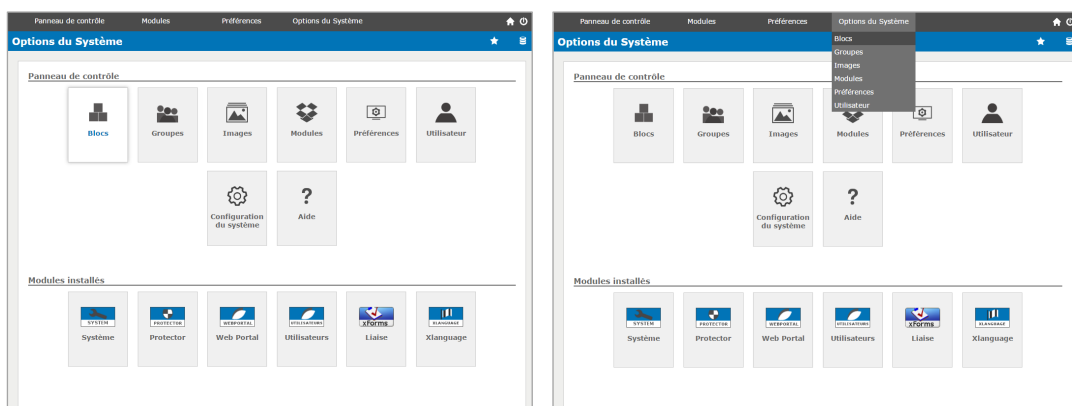 Panneau de contrôle Modules Préférences Options du Système
Options du Système
Panneau de contrôle
Blocs Groupes Images Modules Préférences Utilisateur
Configuration du système Aide
Modules installés
SYSTEM PROTECTOR WEBPORTAL UTILISATEURS xforms XLANGUAGE
Système Protector Web Portal Utilisateurs Liaise Xlanguage
Panneau de contrôle Modules Préférences Options du Système
Options du Système
Blocs
Groupes
Images
Modules
Préférences
Utilisateur
Panneau de contrôle
Blocs Groupes Images Modules Préférences Utilisateur
Configuration du système Aide
Modules installés
SYSTEM PROTECTOR WEBPORTAL UTILISATEURS xforms XLANGUAGE
Système Protector Web Portal Utilisateurs Liaise Xlanguage